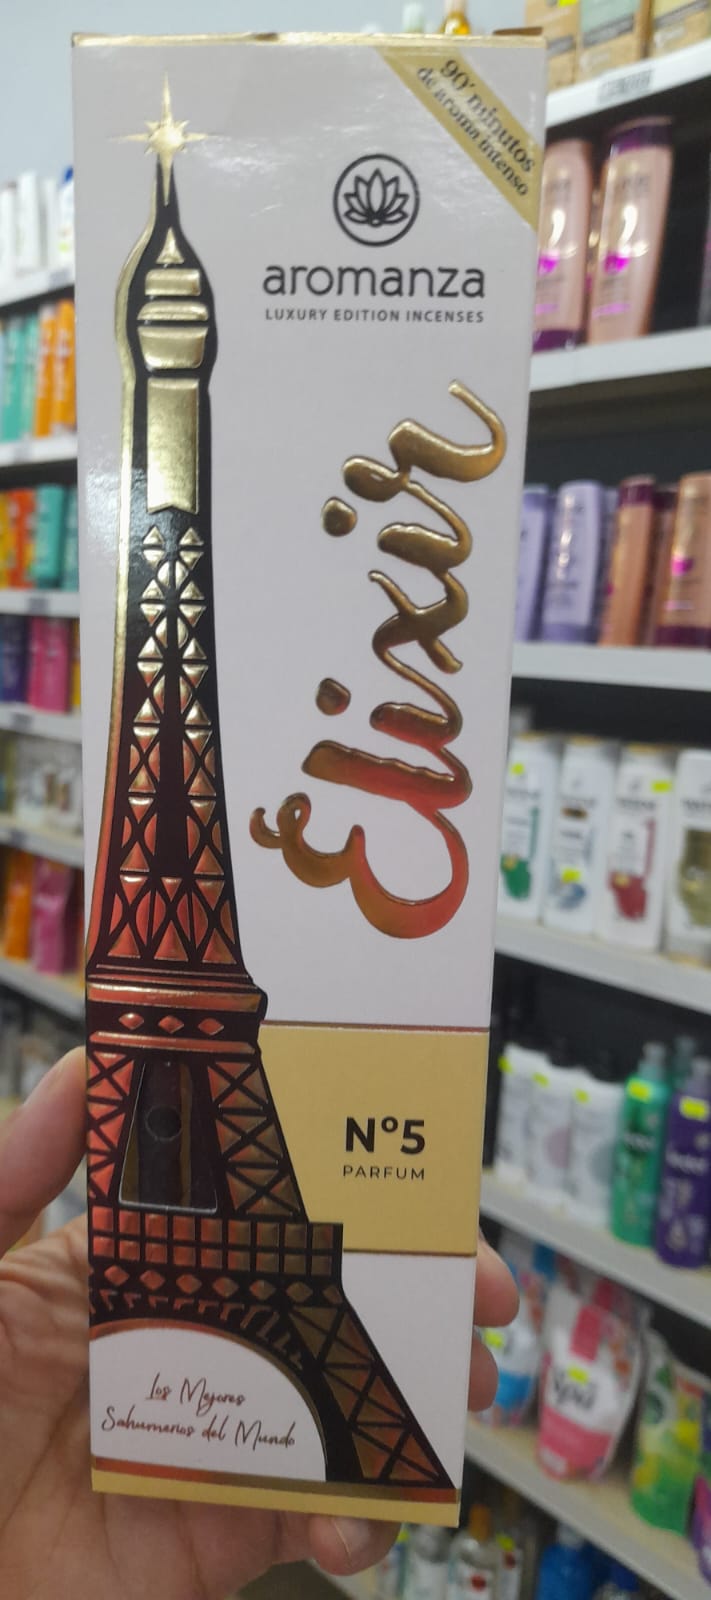 90' minutos
de aroma intenso
aromanza
LUXURY EDITION INCENSES
Elixir
Nº5
PARFUM
Los Mejores
Sahumerios del Mundo